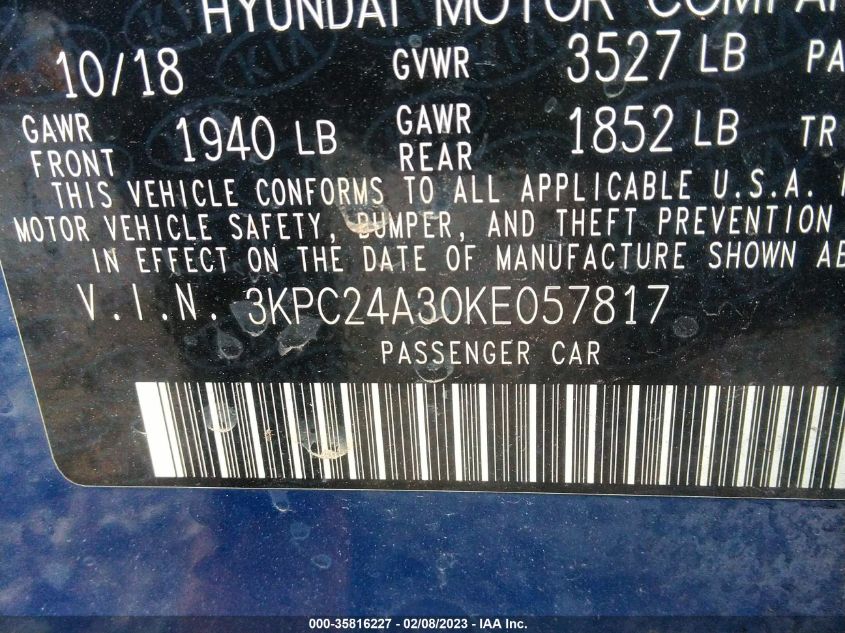 HYUNDAI MOTOR COMPA
10/18 GVWR 3527 LB PA
GAWR FRONT 1940 LB GAWR REAR 1852 LB TR
THIS VEHICLE CONFORMS TO ALL APPLICABLE U.S.A.
MOTOR VEHICLE SAFETY, BUMPER, AND THEFT PREVENTION
IN EFFECT ON THE DATE OF MANUFACTURE SHOWN AB
V.I.N. 3KPC24A30KE057817
PASSENGER CAR
000-35816227 - 02/08/2023 - IAA Inc.